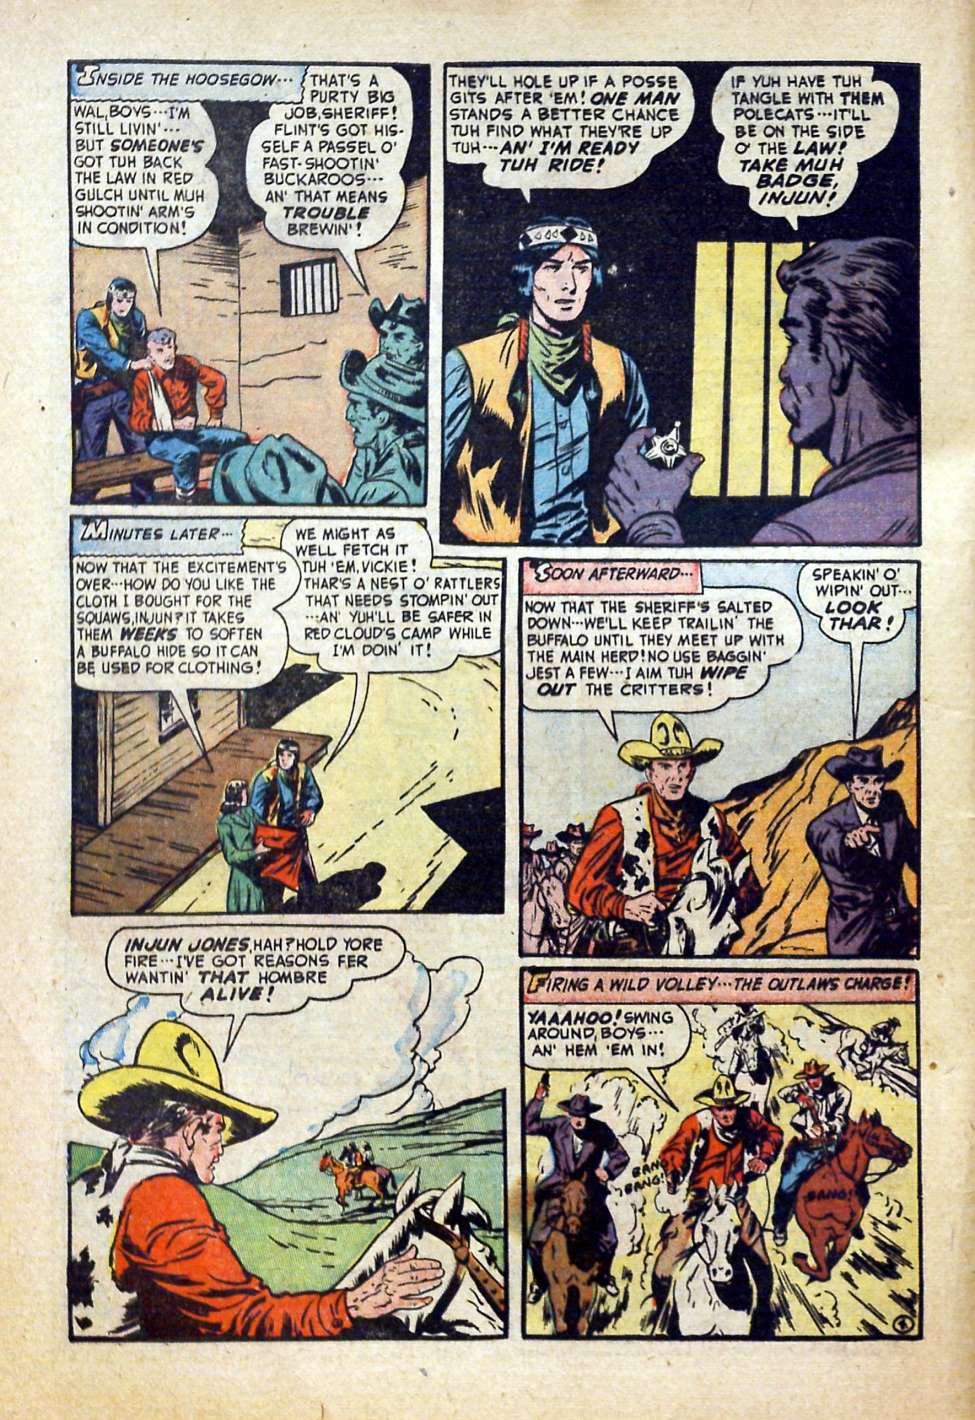 INSIDE THE HOOSEGOW...
WAL, BOYS...I'M
STILL LIVIN'...
BUT SOMEONE'S
GOT TUH BACK
THE LAW IN RED
GULCH UNTIL MUH
SHOOTIN' ARM'S
IN CONDITION!
THAT'S A
PURTY BIG
JOB, SHERIFF!
FLINT'S GOT HIS-
SELF A PASSEL O'
FAST-SHOOTIN'
BUCKAROOS...
AN' THAT MEANS
TROUBLE
BREWIN'!
THEY'LL HOLE UP IF A POSSE
GITS AFTER 'EM! ONE MAN
STANDS A BETTER CHANCE
TUH FIND WHAT THEY'RE UP
TUH...AN' I'M READY
TUH RIDE!
IF YUH HAVE TUH
TANGLE WITH THEM
POLECATS...IT'LL
BE ON THE SIDE
O' THE LAW!
TAKE MUH
BADGE,
INJUN!
MINUTES LATER...
NOW THAT THE EXCITEMENT'S
OVER...HOW DO YOU LIKE THE
CLOTH I BOUGHT FOR THE
SQUAWS, INJUN? IT TAKES
THEM WEEKS TO SOFTEN
A BUFFALO HIDE SO IT CAN
BE USED FOR CLOTHING!
WE MIGHT AS
WELL FETCH IT
TUH 'EM, VICKIE!
THAR'S A NEST O' RATTLERS
THAT NEEDS STOMPIN' OUT
...AN' YUH'LL BE SAFER IN
RED CLOUD'S CAMP WHILE
I'M DOIN' IT!
SOON AFTERWARD...
NOW THAT THE SHERIFF'S SALTED
DOWN...WE'LL KEEP TRAILIN' THE
BUFFALO UNTIL THEY MEET UP WITH
THE MAIN HERD! NO USE BAGGIN'
JEST A FEW...I AIM TUH WIPE
OUT THE CRITTERS!
SPEAKIN' O'
WIPIN' OUT...
LOOK
THAR!
INJUN JONES, HAH? HOLD YORE
FIRE...I'VE GOT REASONS FER
WANTIN' THAT HOMBRE
ALIVE!
FIRING A WILD VOLLEY...THE OUTLAWS CHARGE!
YAAAHOO! SWING
AROUND, BOYS...
AN' HEM 'EM IN!
BANG
BANG!
BANG!